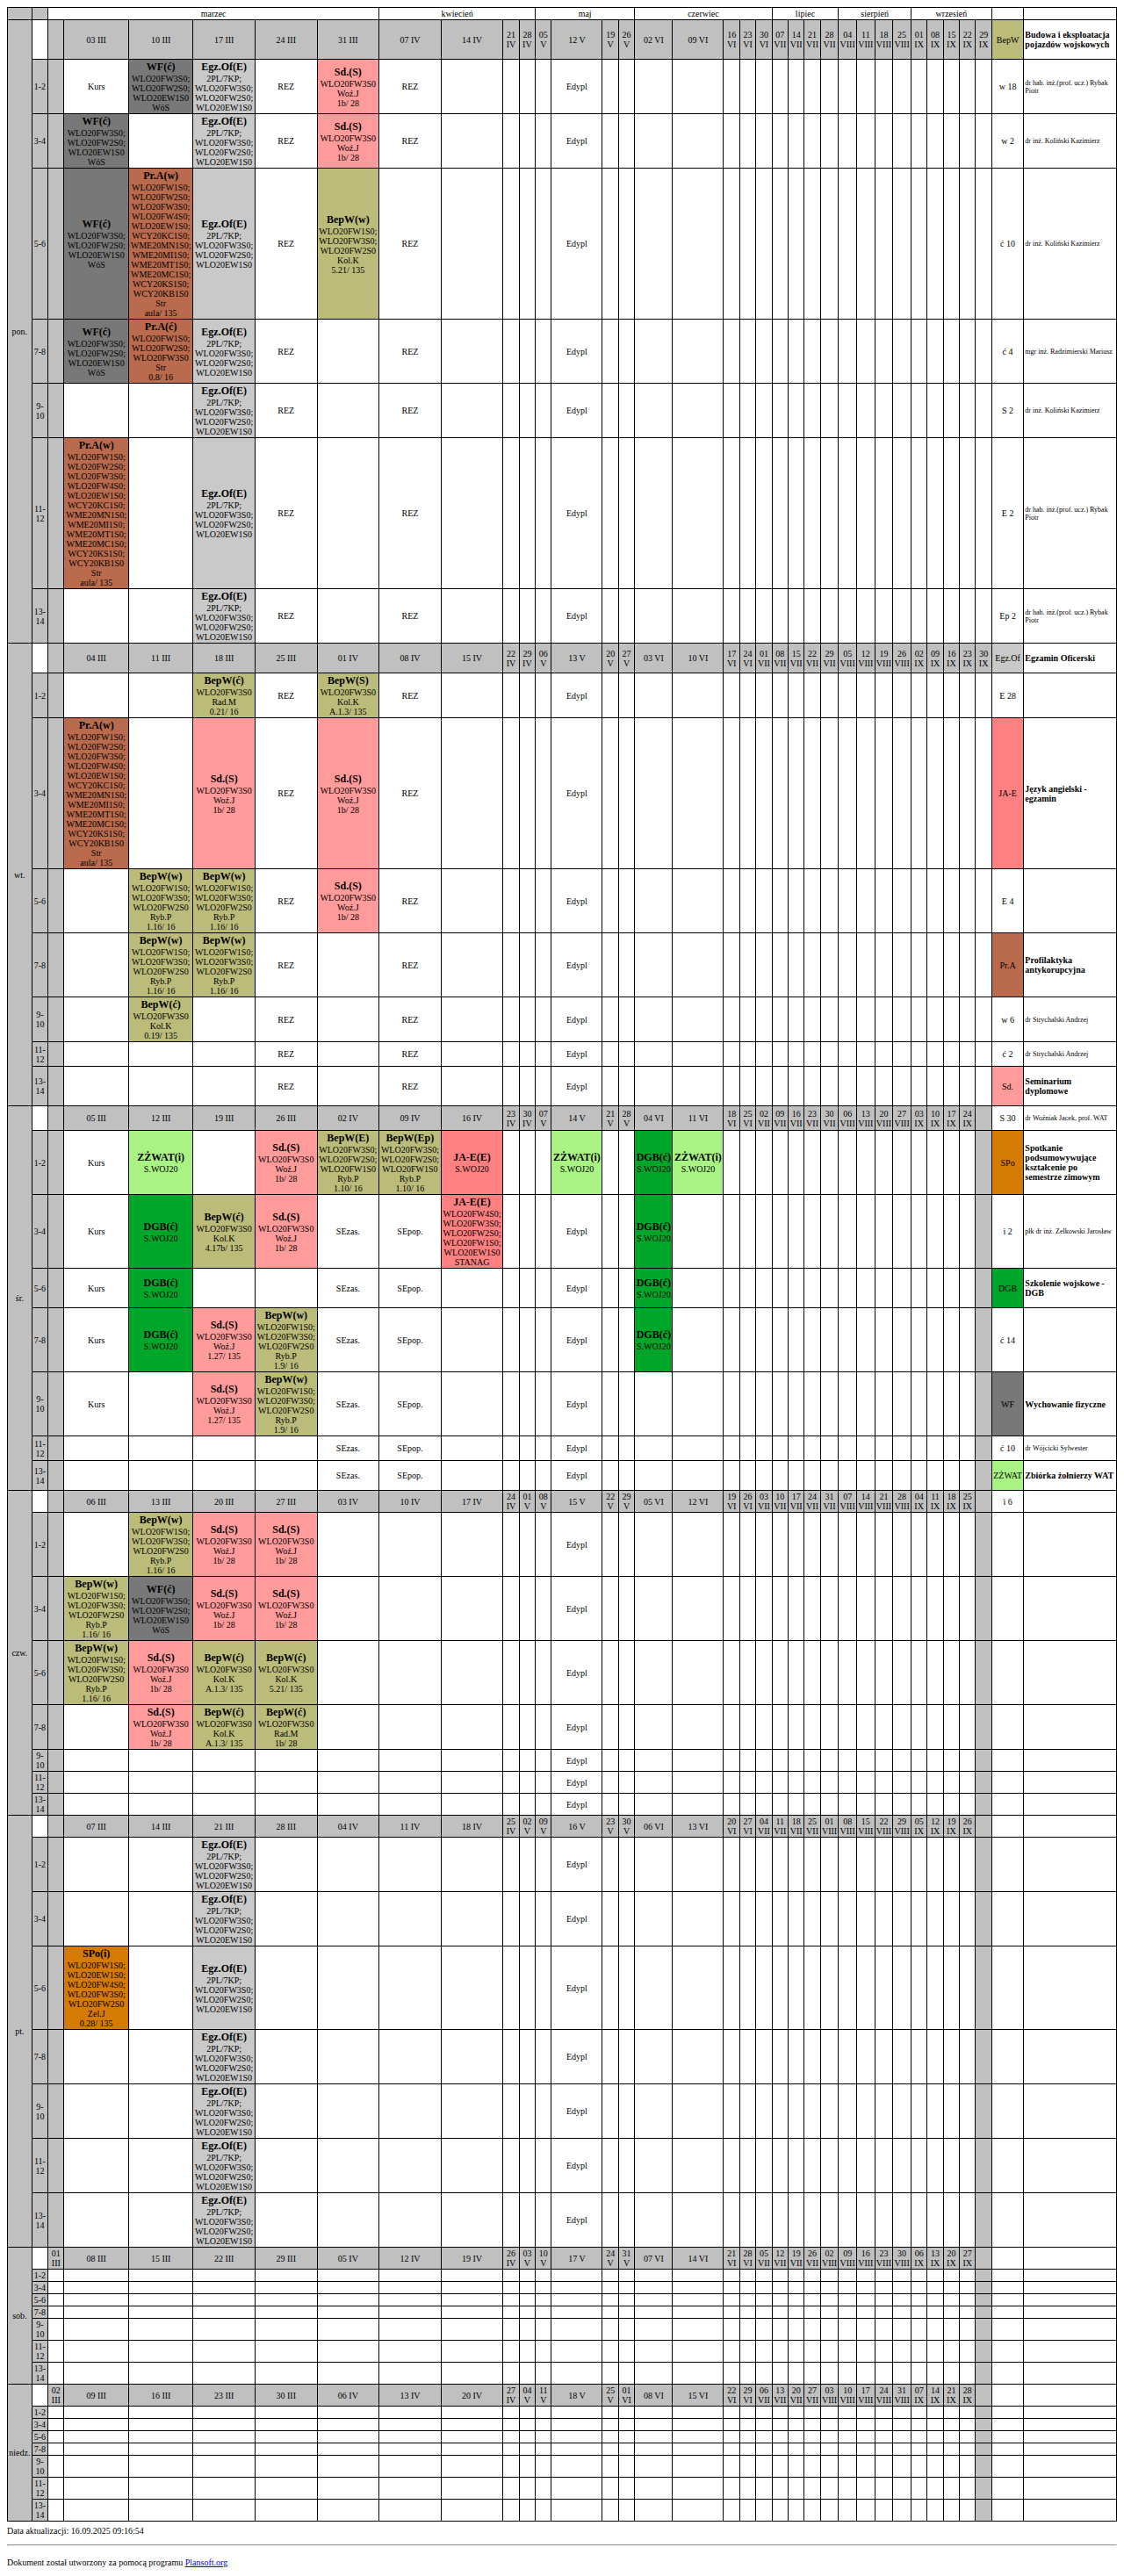 marzec kwiecień maj czerwiec lipiec sierpień wrzesień
pon.
03 III 10 III 17 III 24 III 31 III 07 IV 14 IV 21 IV 28 IV 05 V 12 V 19 V 26 V 02 VI 09 VI 16 VI 23 VI 30 VI 07 VII 14 VII 21 VII 28 VII 04 VIII 11 VIII 18 VIII 25 VIII 01 IX 08 IX 15 IX 22 IX 29 IX BepW Budowa i eksploatacja pojazdów wojskowych
1-2 Kurs
WF(ć) WLO20FW3S0; WLO20FW2S0; WLO20EW1S0 WóS
Egz.Of(E) 2PL/7KP; WLO20FW3S0; WLO20FW2S0; WLO20EW1S0
REZ
Sd.(S) WLO20FW3S0 Woź.J 1b/ 28
REZ Edypl w 18 dr hab. inż.(prof. ucz.) Rybak Piotr
3-4
WF(ć) WLO20FW3S0; WLO20FW2S0; WLO20EW1S0 WóS
Egz.Of(E) 2PL/7KP; WLO20FW3S0; WLO20FW2S0; WLO20EW1S0
REZ
Sd.(S) WLO20FW3S0 Woź.J 1b/ 28
REZ Edypl w 2 dr inż. Koliński Kazimierz
5-6
WF(ć) WLO20FW3S0; WLO20FW2S0; WLO20EW1S0 WóS
Pr.A(w) WLO20FW1S0; WLO20FW2S0; WLO20FW3S0; WLO20FW4S0; WLO20EW1S0; WCY20KC1S0; WME20MN1S0; WME20MI1S0; WME20MT1S0; WME20MC1S0; WCY20KS1S0; WCY20KB1S0 Str aula/ 135
Egz.Of(E) 2PL/7KP; WLO20FW3S0; WLO20FW2S0; WLO20EW1S0
REZ
BepW(w) WLO20FW1S0; WLO20FW3S0; WLO20FW2S0 Kol.K 5.21/ 135
REZ Edypl ć 10 dr inż. Koliński Kazimierz
7-8
WF(ć) WLO20FW3S0; WLO20FW2S0; WLO20EW1S0 WóS
Pr.A(ć) WLO20FW1S0; WLO20FW2S0; WLO20FW3S0 Str 0.8/ 16
Egz.Of(E) 2PL/7KP; WLO20FW3S0; WLO20FW2S0; WLO20EW1S0
REZ REZ Edypl ć 4 mgr inż. Radzimierski Mariusz
9-10
Egz.Of(E) 2PL/7KP; WLO20FW3S0; WLO20FW2S0; WLO20EW1S0
REZ REZ Edypl S 2 dr inż. Koliński Kazimierz
11-12
Pr.A(w) WLO20FW1S0; WLO20FW2S0; WLO20FW3S0; WLO20FW4S0; WLO20EW1S0; WCY20KC1S0; WME20MN1S0; WME20MI1S0; WME20MT1S0; WME20MC1S0; WCY20KS1S0; WCY20KB1S0 Str aula/ 135
Egz.Of(E) 2PL/7KP; WLO20FW3S0; WLO20FW2S0; WLO20EW1S0
REZ REZ Edypl E 2 dr hab. inż.(prof. ucz.) Rybak Piotr
13-14
Egz.Of(E) 2PL/7KP; WLO20FW3S0; WLO20FW2S0; WLO20EW1S0
REZ REZ Edypl Ep 2 dr hab. inż.(prof. ucz.) Rybak Piotr
wt.
04 III 11 III 18 III 25 III 01 IV 08 IV 15 IV 22 IV 29 IV 06 V 13 V 20 V 27 V 03 VI 10 VI 17 VI 24 VI 01 VII 08 VII 15 VII 22 VII 29 VII 05 VIII 12 VIII 19 VIII 26 VIII 02 IX 09 IX 16 IX 23 IX 30 IX Egz.Of Egzamin Oficerski
1-2
BepW(ć) WLO20FW3S0 Rad.M 0.21/ 16
REZ
BepW(S) WLO20FW3S0 Kol.K A.1.3/ 135
REZ Edypl E 28
3-4
Pr.A(w) WLO20FW1S0; WLO20FW2S0; WLO20FW3S0; WLO20FW4S0; WLO20EW1S0; WCY20KC1S0; WME20MN1S0; WME20MI1S0; WME20MT1S0; WME20MC1S0; WCY20KS1S0; WCY20KB1S0 Str aula/ 135
Sd.(S) WLO20FW3S0 Woź.J 1b/ 28
REZ
Sd.(S) WLO20FW3S0 Woź.J 1b/ 28
REZ Edypl JA-E Język angielski - egzamin
5-6
BepW(w) WLO20FW1S0; WLO20FW3S0; WLO20FW2S0 Ryb.P 1.16/ 16
BepW(w) WLO20FW1S0; WLO20FW3S0; WLO20FW2S0 Ryb.P 1.16/ 16
REZ
Sd.(S) WLO20FW3S0 Woź.J 1b/ 28
REZ Edypl E 4
7-8
BepW(w) WLO20FW1S0; WLO20FW3S0; WLO20FW2S0 Ryb.P 1.16/ 16
BepW(w) WLO20FW1S0; WLO20FW3S0; WLO20FW2S0 Ryb.P 1.16/ 16
REZ REZ Edypl Pr.A Profilaktyka antykorupcyjna
9-10
BepW(ć) WLO20FW3S0 Kol.K 0.19/ 135
REZ REZ Edypl w 6 dr Strychalski Andrzej
11-12 REZ REZ Edypl ć 2 dr Strychalski Andrzej
13-14 REZ REZ Edypl Sd. Seminarium dyplomowe
śr.
05 III 12 III 19 III 26 III 02 IV 09 IV 16 IV 23 IV 30 IV 07 V 14 V 21 V 28 V 04 VI 11 VI 18 VI 25 VI 02 VII 09 VII 16 VII 23 VII 30 VII 06 VIII 13 VIII 20 VIII 27 VIII 03 IX 10 IX 17 IX 24 IX S 30 dr Woźniak Jacek, prof. WAT
1-2 Kurs
ZŻWAT(i) S.WOJ20
Sd.(S) WLO20FW3S0 Woź.J 1b/ 28
BepW(E) WLO20FW3S0; WLO20FW2S0; WLO20FW1S0 Ryb.P 1.10/ 16
BepW(Ep) WLO20FW3S0; WLO20FW2S0; WLO20FW1S0 Ryb.P 1.10/ 16
JA-E(E) S.WOJ20
ZŻWAT(i) S.WOJ20
DGB(ć) S.WOJ20
ZŻWAT(i) S.WOJ20
SPo Spotkanie podsumowywujące kształcenie po semestrze zimowym
3-4 Kurs
DGB(ć) S.WOJ20
BepW(ć) WLO20FW3S0 Kol.K 4.17b/ 135
Sd.(S) WLO20FW3S0 Woź.J 1b/ 28
SEzas. SEpop.
JA-E(E) WLO20FW4S0; WLO20FW3S0; WLO20FW2S0; WLO20FW1S0; WLO20EW1S0 STANAG
Edypl
DGB(ć) S.WOJ20
i 2 płk dr inż. Zelkowski Jarosław
5-6 Kurs
DGB(ć) S.WOJ20
SEzas. SEpop. Edypl
DGB(ć) S.WOJ20
DGB Szkolenie wojskowe - DGB
7-8 Kurs
DGB(ć) S.WOJ20
Sd.(S) WLO20FW3S0 Woź.J 1.27/ 135
BepW(w) WLO20FW1S0; WLO20FW3S0; WLO20FW2S0 Ryb.P 1.9/ 16
SEzas. SEpop. Edypl
DGB(ć) S.WOJ20
ć 14
9-10 Kurs
Sd.(S) WLO20FW3S0 Woź.J 1.27/ 135
BepW(w) WLO20FW1S0; WLO20FW3S0; WLO20FW2S0 Ryb.P 1.9/ 16
SEzas. SEpop. Edypl WF Wychowanie fizyczne
11-12 SEzas. SEpop. Edypl ć 10 dr Wójcicki Sylwester
13-14 SEzas. SEpop. Edypl ZŻWAT Zbiórka żołnierzy WAT
czw.
06 III 13 III 20 III 27 III 03 IV 10 IV 17 IV 24 IV 01 V 08 V 15 V 22 V 29 V 05 VI 12 VI 19 VI 26 VI 03 VII 10 VII 17 VII 24 VII 31 VII 07 VIII 14 VIII 21 VIII 28 VIII 04 IX 11 IX 18 IX 25 IX i 6
1-2
BepW(w) WLO20FW1S0; WLO20FW3S0; WLO20FW2S0 Ryb.P 1.16/ 16
Sd.(S) WLO20FW3S0 Woź.J 1b/ 28
Sd.(S) WLO20FW3S0 Woź.J 1b/ 28
Edypl
3-4
BepW(w) WLO20FW1S0; WLO20FW3S0; WLO20FW2S0 Ryb.P 1.16/ 16
WF(ć) WLO20FW3S0; WLO20FW2S0; WLO20EW1S0 WóS
Sd.(S) WLO20FW3S0 Woź.J 1b/ 28
Sd.(S) WLO20FW3S0 Woź.J 1b/ 28
Edypl
5-6
BepW(w) WLO20FW1S0; WLO20FW3S0; WLO20FW2S0 Ryb.P 1.16/ 16
Sd.(S) WLO20FW3S0 Woź.J 1b/ 28
BepW(ć) WLO20FW3S0 Kol.K A.1.3/ 135
BepW(ć) WLO20FW3S0 Kol.K 5.21/ 135
Edypl
7-8
Sd.(S) WLO20FW3S0 Woź.J 1b/ 28
BepW(ć) WLO20FW3S0 Kol.K A.1.3/ 135
BepW(ć) WLO20FW3S0 Rad.M 1b/ 28
Edypl
9-10 Edypl
11-12 Edypl
13-14 Edypl
pt.
07 III 14 III 21 III 28 III 04 IV 11 IV 18 IV 25 IV 02 V 09 V 16 V 23 V 30 V 06 VI 13 VI 20 VI 27 VI 04 VII 11 VII 18 VII 25 VII 01 VIII 08 VIII 15 VIII 22 VIII 29 VIII 05 IX 12 IX 19 IX 26 IX
1-2
Egz.Of(E) 2PL/7KP; WLO20FW3S0; WLO20FW2S0; WLO20EW1S0
Edypl
3-4
Egz.Of(E) 2PL/7KP; WLO20FW3S0; WLO20FW2S0; WLO20EW1S0
Edypl
5-6
SPo(i) WLO20FW1S0; WLO20EW1S0; WLO20FW4S0; WLO20FW3S0; WLO20FW2S0 Zel.J 0.28/ 135
Egz.Of(E) 2PL/7KP; WLO20FW3S0; WLO20FW2S0; WLO20EW1S0
Edypl
7-8
Egz.Of(E) 2PL/7KP; WLO20FW3S0; WLO20FW2S0; WLO20EW1S0
Edypl
9-10
Egz.Of(E) 2PL/7KP; WLO20FW3S0; WLO20FW2S0; WLO20EW1S0
Edypl
11-12
Egz.Of(E) 2PL/7KP; WLO20FW3S0; WLO20FW2S0; WLO20EW1S0
Edypl
13-14
Egz.Of(E) 2PL/7KP; WLO20FW3S0; WLO20FW2S0; WLO20EW1S0
Edypl
sob.
01 III 08 III 15 III 22 III 29 III 05 IV 12 IV 19 IV 26 IV 03 V 10 V 17 V 24 V 31 V 07 VI 14 VI 21 VI 28 VI 05 VII 12 VII 19 VII 26 VII 02 VIII 09 VIII 16 VIII 23 VIII 30 VIII 06 IX 13 IX 20 IX 27 IX
1-2
3-4
5-6
7-8
9-10
11-12
13-14
niedz.
02 III 09 III 16 III 23 III 30 III 06 IV 13 IV 20 IV 27 IV 04 V 11 V 18 V 25 V 01 VI 08 VI 15 VI 22 VI 29 VI 06 VII 13 VII 20 VII 27 VII 03 VIII 10 VIII 17 VIII 24 VIII 31 VIII 07 IX 14 IX 21 IX 28 IX
1-2
3-4
5-6
7-8
9-10
11-12
13-14
Data aktualizacji: 16.09.2025 09:16:54
Dokument został utworzony za pomocą programu Plansoft.org